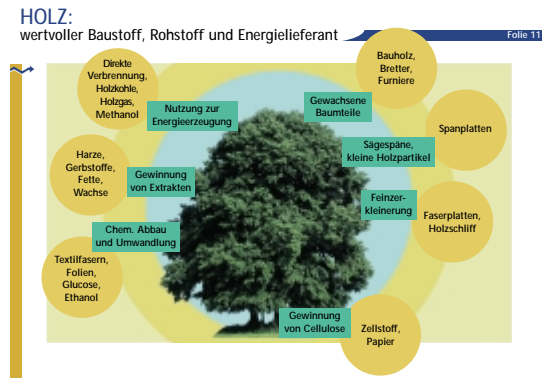 HOLZ:
wertvoller Baustoff, Rohstoff und Energielieferant
Folie 11
Direkte
Verbrennung,
Holzkohle,
Holzgas,
Methanol
Nutzung zur
Energieerzeugung
Gewachsene
Baumteile
Bauholz,
Bretter,
Furniere
Sägespäne,
kleine Holzpartikel
Spanplatten
Harze,
Gerbstoffe,
Fette,
Wachse
Gewinnung
von Extrakten
Feinzer-
kleinerung
Faserplatten,
Holzschliff
Chem. Abbau
und Umwandlung
Textilfasern,
Folien,
Glucose,
Ethanol
Gewinnung
von Cellulose
Zellstoff,
Papier